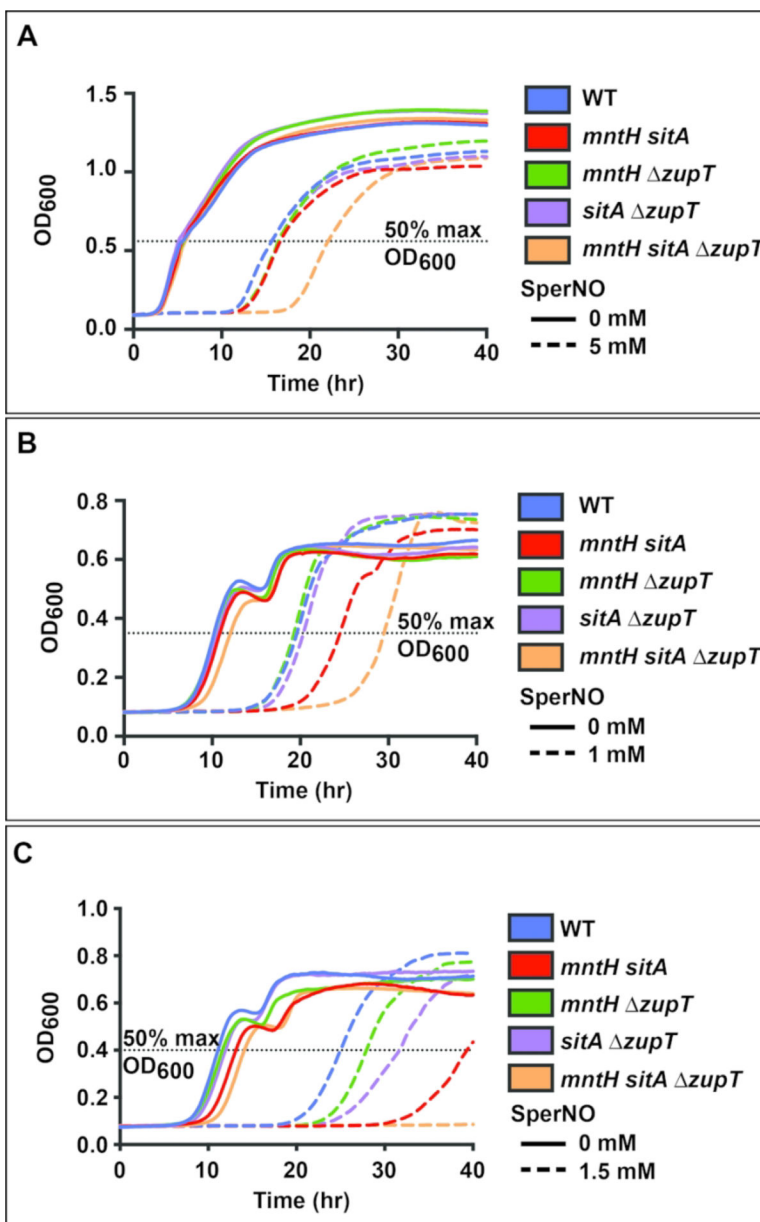 A
OD600
1.5
1.0
0.5
0.0
0
10
20
30
40
Time (hr)
50% max
OD600
WT
mntH sitA
mntH ΔzupT
sitA ΔzupT
mntH sitA ΔzupT
SperNO
0 mM
5 mM
B
OD600
0.8
0.6
0.4
0.2
0.0
0
10
20
30
40
Time (hr)
50% max
OD600
WT
mntH sitA
mntH ΔzupT
sitA ΔzupT
mntH sitA ΔzupT
SperNO
0 mM
1 mM
C
OD600
1.0
0.8
0.6
0.4
0.2
0.0
0
10
20
30
40
Time (hr)
50% max
OD600
WT
mntH sitA
mntH ΔzupT
sitA ΔzupT
mntH sitA ΔzupT
SperNO
0 mM
1.5 mM